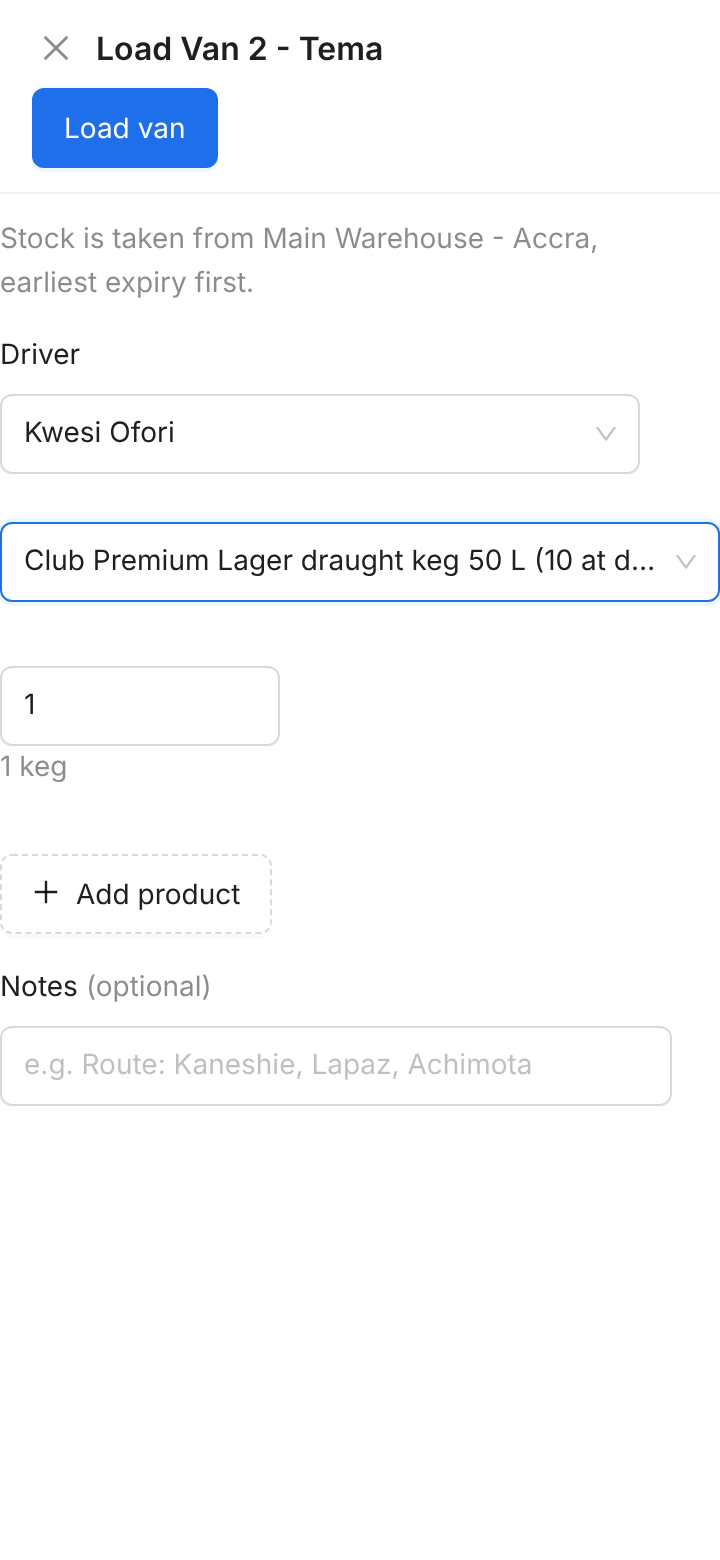 Load Van 2 - Tema
Load van
Stock is taken from Main Warehouse - Accra,
earliest expiry first.
Driver
Kwesi Ofori
Club Premium Lager draught keg 50 L (10 at d...
1
1 keg
Add product
Notes (optional)
e.g. Route: Kaneshie, Lapaz, Achimota